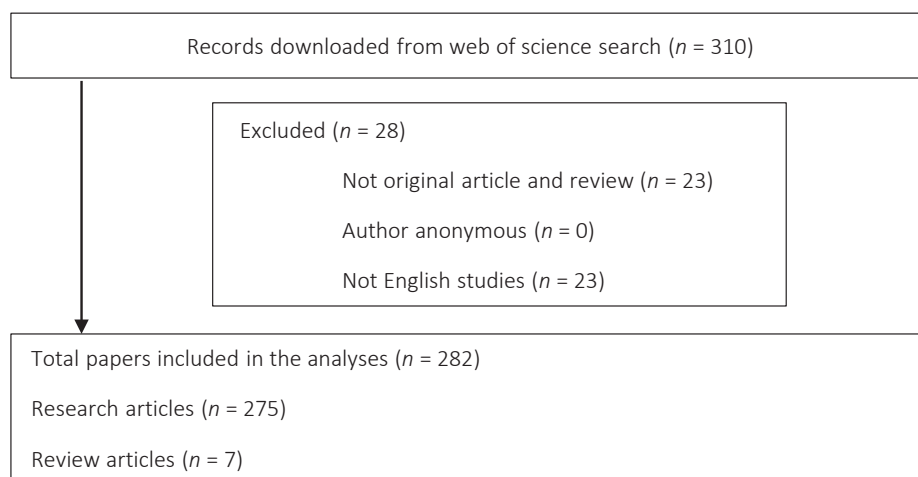 Records downloaded from web of science search (n = 310)
Excluded (n = 28)
Not original article and review (n = 23)
Author anonymous (n = 0)
Not English studies (n = 23)
Total papers included in the analyses (n = 282)
Research articles (n = 275)
Review articles (n = 7)